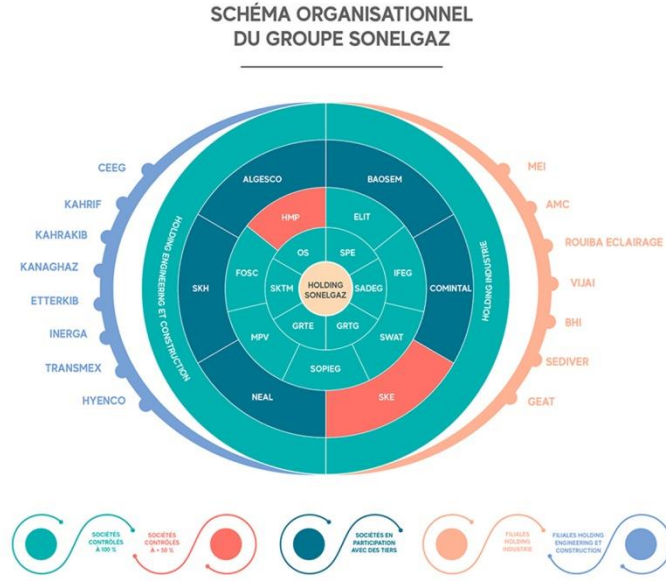 SCHÉMA ORGANISATIONNEL
DU GROUPE SONELGAZ
CEEG
KAHRIF
KAHRAKIB
KANAGHAZ
ETTERKIB
INERGA
TRANSMEX
HYENCO
HOLDING ENGINEERING ET CONSTRUCTION
ALGESCO
BAOSEM
SKH
COMINTAL
NEAL
SKE
HMP
ELIT
FOSC
IFEG
MPV
SWAT
SOPIEG
OS
SPE
SKTM
SADEG
GRTE
GRTG
HOLDING
SONELGAZ
HOLDING INDUSTRIE
MEI
AMC
ROUIBA ECLAIRAGE
VIJAI
BHI
SEDIVER
GEAT
SOCIÉTÉS
CONTRÔLÉS
À 100 %
SOCIÉTÉS
CONTRÔLÉS
À + 50 %
SOCIÉTÉS EN
PARTICIPATION
AVEC DES TIERS
FILIALES
HOLDING
INDUSTRIE
FILIALES HOLDING
ENGINEERING ET
CONSTRUCTION